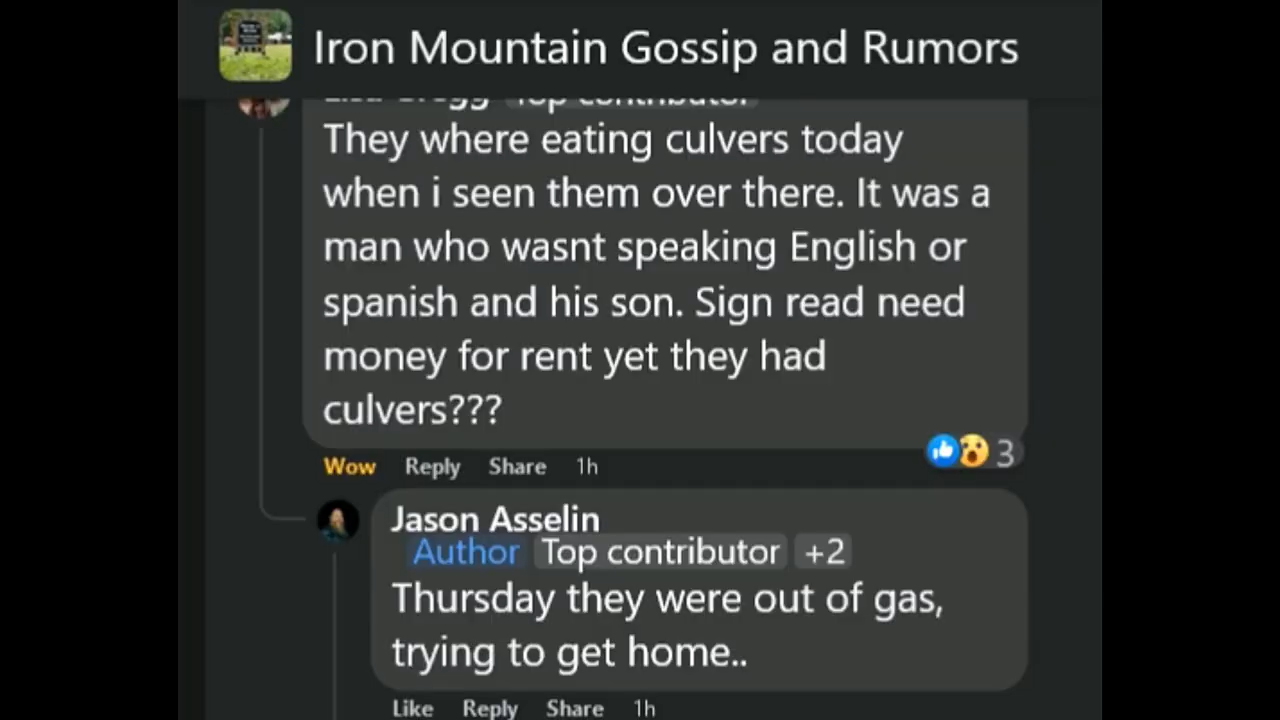 Iron Mountain Gossip and Rumors
Top contributor
They where eating culvers today
when i seen them over there. It was a
man who wasnt speaking English or
spanish and his son. Sign read need
money for rent yet they had
culvers???
Wow Reply Share 1h
3
Jason Asselin
Author Top contributor +2
Thursday they were out of gas,
trying to get home..
Like Reply Share 1h